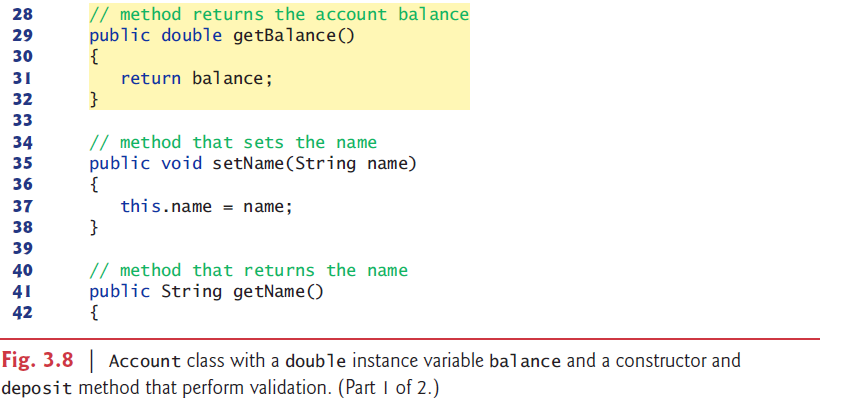 28 // method returns the account balance
29 public double getBalance()
30 {
31 return balance;
32 }
33
34 // method that sets the name
35 public void setName(String name)
36 {
37 this.name = name;
38 }
39
40 // method that returns the name
41 public String getName()
42 {
Fig. 3.8 | Account class with a double instance variable balance and a constructor and
deposit method that perform validation. (Part 1 of 2.)